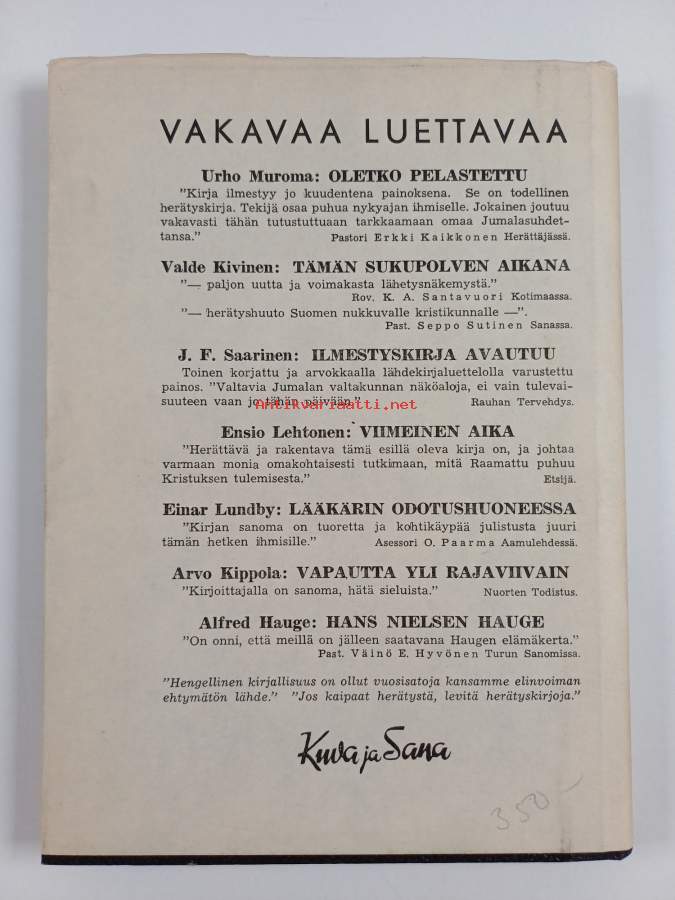 VAKAVAA LUETTAVAA
Urho Muroma: OLETKO PELASTETTU
"Kirja ilmestyy jo kuudentena painoksena. Se on todellinen
herätyskirja. Tekijä osaa puhua nykyajan ihmiselle. Jokainen joutuu
vakavasti tähän tutustuttuaan tarkkaamaan omaa Jumalasuhdet-
tansa." Pastori Erkki Kaikkonen Herättäjässä.
Valde Kivinen: TÄMÄN SUKUPOLVEN AIKANA
"— paljon uutta ja voimakasta lähetysnäkemystä."
Rov. K. A. Santavuori Kotimaassa.
"— herätyshuuto Suomen nukkuvalle kristikunnalle —".
Past. Seppo Sutinen Sanassa.
J. F. Saarinen: ILMESTYSKIRJA AVAUTUU
Toinen korjattu ja arvokkaalla lähdekirjaluettelolla varustettu
painos. "Valtavia Jumalan valtakunnan näköaloja, ei vain tulevai-
suuteen vaan jo tähän päivään." Rauhan Tervehdys.
Antikvariaatti.net
Ensio Lehtonen: VIIMEINEN AIKA
"Herättävä ja rakentava tämä esillä oleva kirja on, ja johtaa
varmaan monia omakohtaisesti tutkimaan, mitä Raamattu puhuu
Kristuksen tulemisesta." Etsijä.
Einar Lundby: LÄÄKÄRIN ODOTUSHUONEESSA
"Kirjan sanoma on tuoretta ja kohtikäypää julistusta juuri
tämän hetken ihmisille." Asessori O. Paarma Aamulehdessä.
Arvo Kippola: VAPAUTTA YLI RAJAVIIVAIN
"Kirjoittajalla on sanoma, hätä sieluista." Nuorten Todistus.
Alfred Hauge: HANS NIELSEN HAUGE
"On onni, että meillä on jälleen saatavana Haugen elämäkerta."
Past. Väinö E. Hyvönen Turun Sanomissa.
"Hengellinen kirjallisuus on ollut vuosisatoja kansamme elinvoiman
ehtymätön lähde." "Jos kaipaat herätystä, levitä herätyskirjoja."
Kuva ja Sana
350-